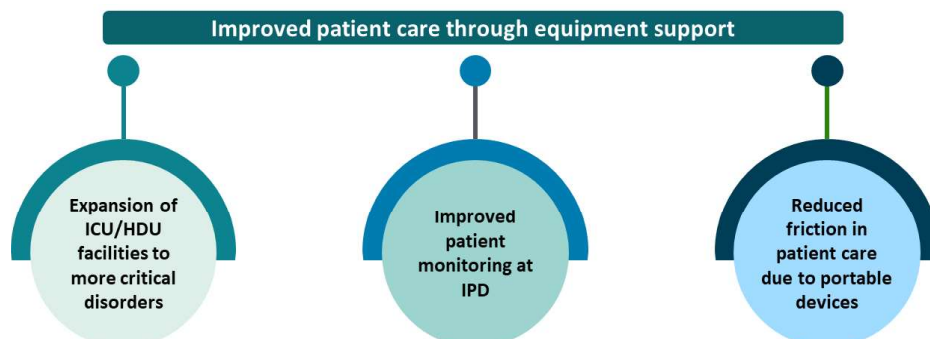 Improved patient care through equipment support
Expansion of
ICU/HDU
facilities to
more critical
disorders
Improved
patient
monitoring at
IPD
Reduced
friction in
patient care
due to portable
devices